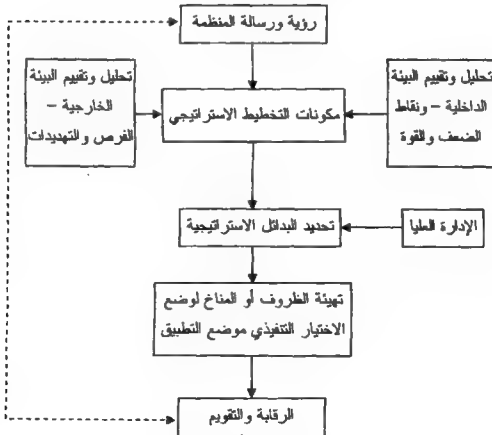 رؤية ورسالة المنظمة
تحليل وتقييم البيئة
الداخلية – ونقاط
الضعف والقوة
مكونات التخطيط الاستراتيجي
تحليل وتقييم البيئة
الخارجية –
الفرص والتهديدات
تحديد البدائل الاستراتيجية
الإدارة العليا
تهيئة الظروف أو المناخ لوضع
الاختيار التنفيذي موضع التطبيق
الرقابة والتقويم